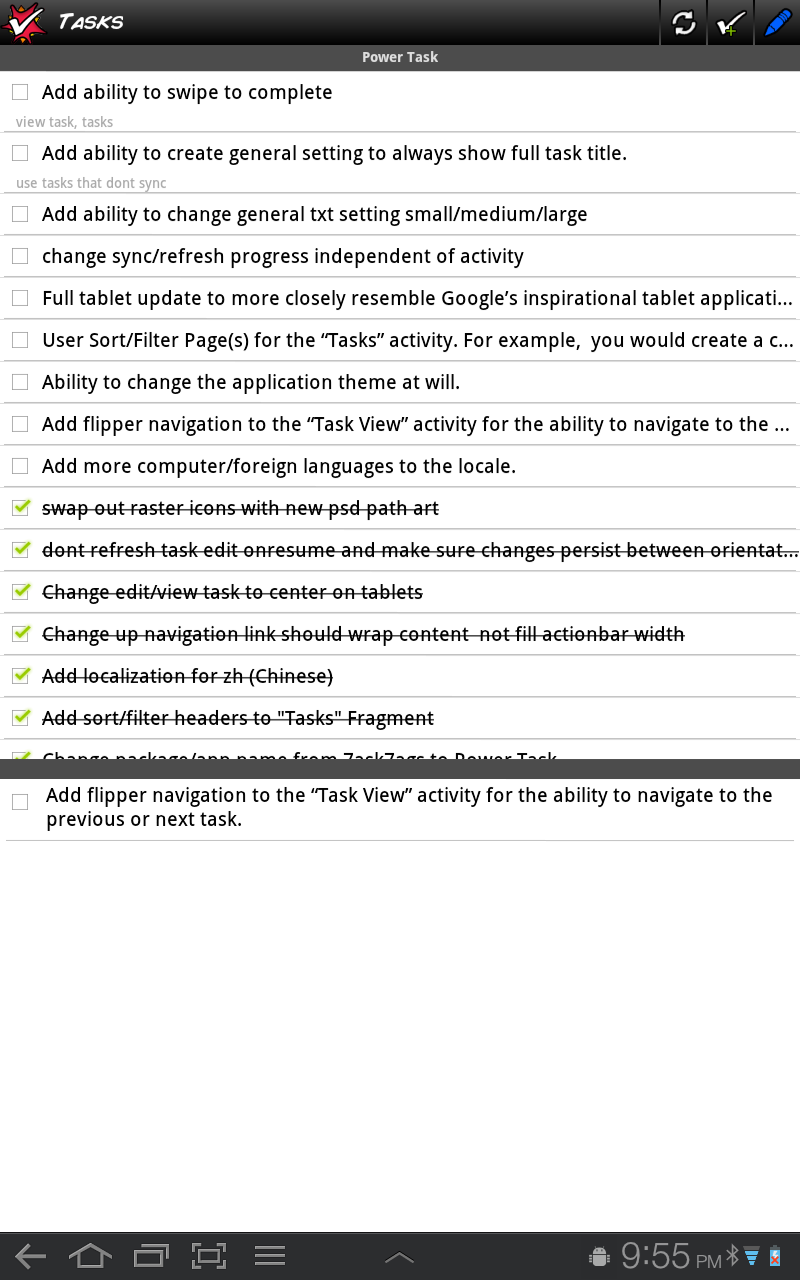 TASKS
Power Task
Add ability to swipe to complete
view task, tasks
Add ability to create general setting to always show full task title.
use tasks that dont sync
Add ability to change general txt setting small/medium/large
change sync/refresh progress independent of activity
Full tablet update to more closely resemble Google’s inspirational tablet applicati...
User Sort/Filter Page(s) for the “Tasks” activity. For example,  you would create a c...
Ability to change the application theme at will.
Add flipper navigation to the “Task View” activity for the ability to navigate to the ...
Add more computer/foreign languages to the locale.
swap out raster icons with new psd path art
dont refresh task edit onresume and make sure changes persist between orientat...
Change edit/view task to center on tablets
Change up navigation link should wrap content  not fill actionbar width
Add localization for zh (Chinese)
Add sort/filter headers to "Tasks" Fragment
Change package/app name from 7ask7ags to Power Task
Add flipper navigation to the “Task View” activity for the ability to navigate to the
previous or next task.
9:55 PM